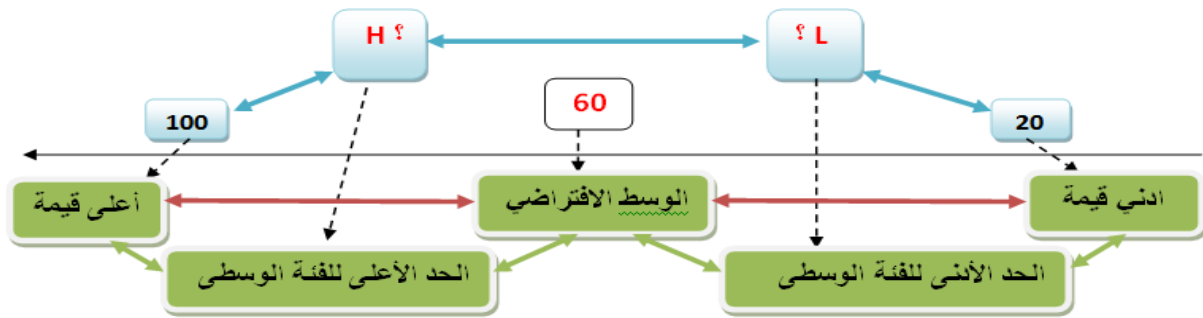 H ؟
L ؟
100
60
20
أعلى قيمة
الوسط الافتراضي
ادني قيمة
الحد الأعلى للفئة الوسطى
الحد الأدنى للفئة الوسطى